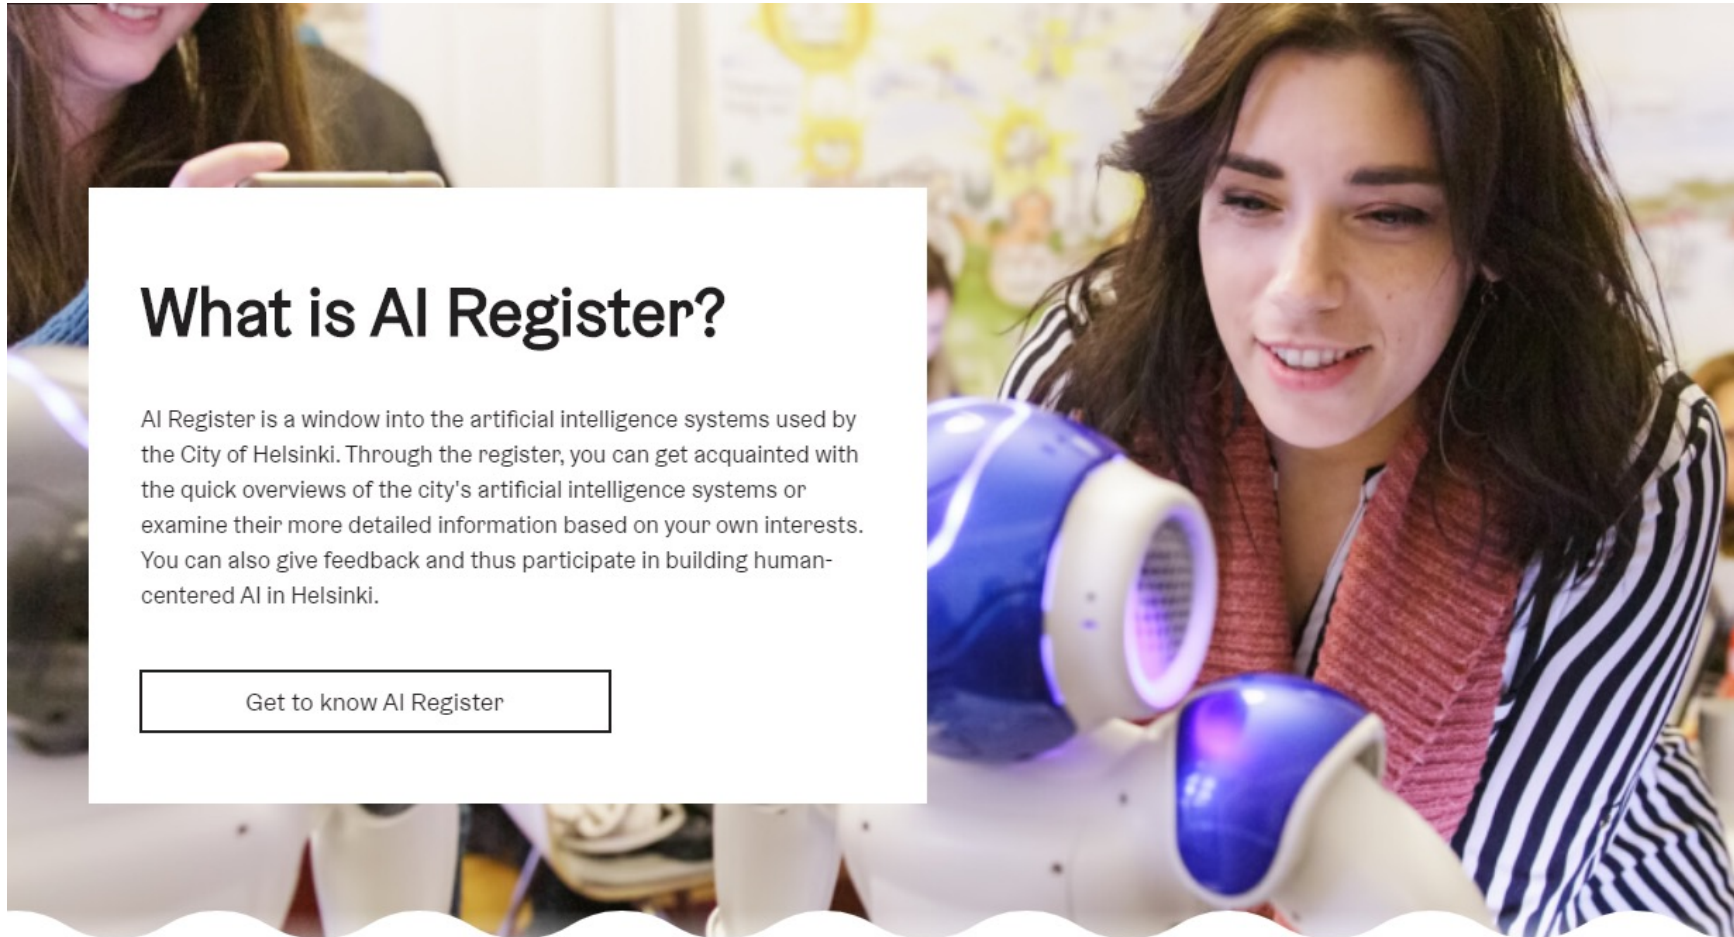 What is AI Register?
AI Register is a window into the artificial intelligence systems used by
the City of Helsinki. Through the register, you can get acquainted with
the quick overviews of the city's artificial intelligence systems or
examine their more detailed information based on your own interests.
You can also give feedback and thus participate in building human-
centered AI in Helsinki.
Get to know AI Register